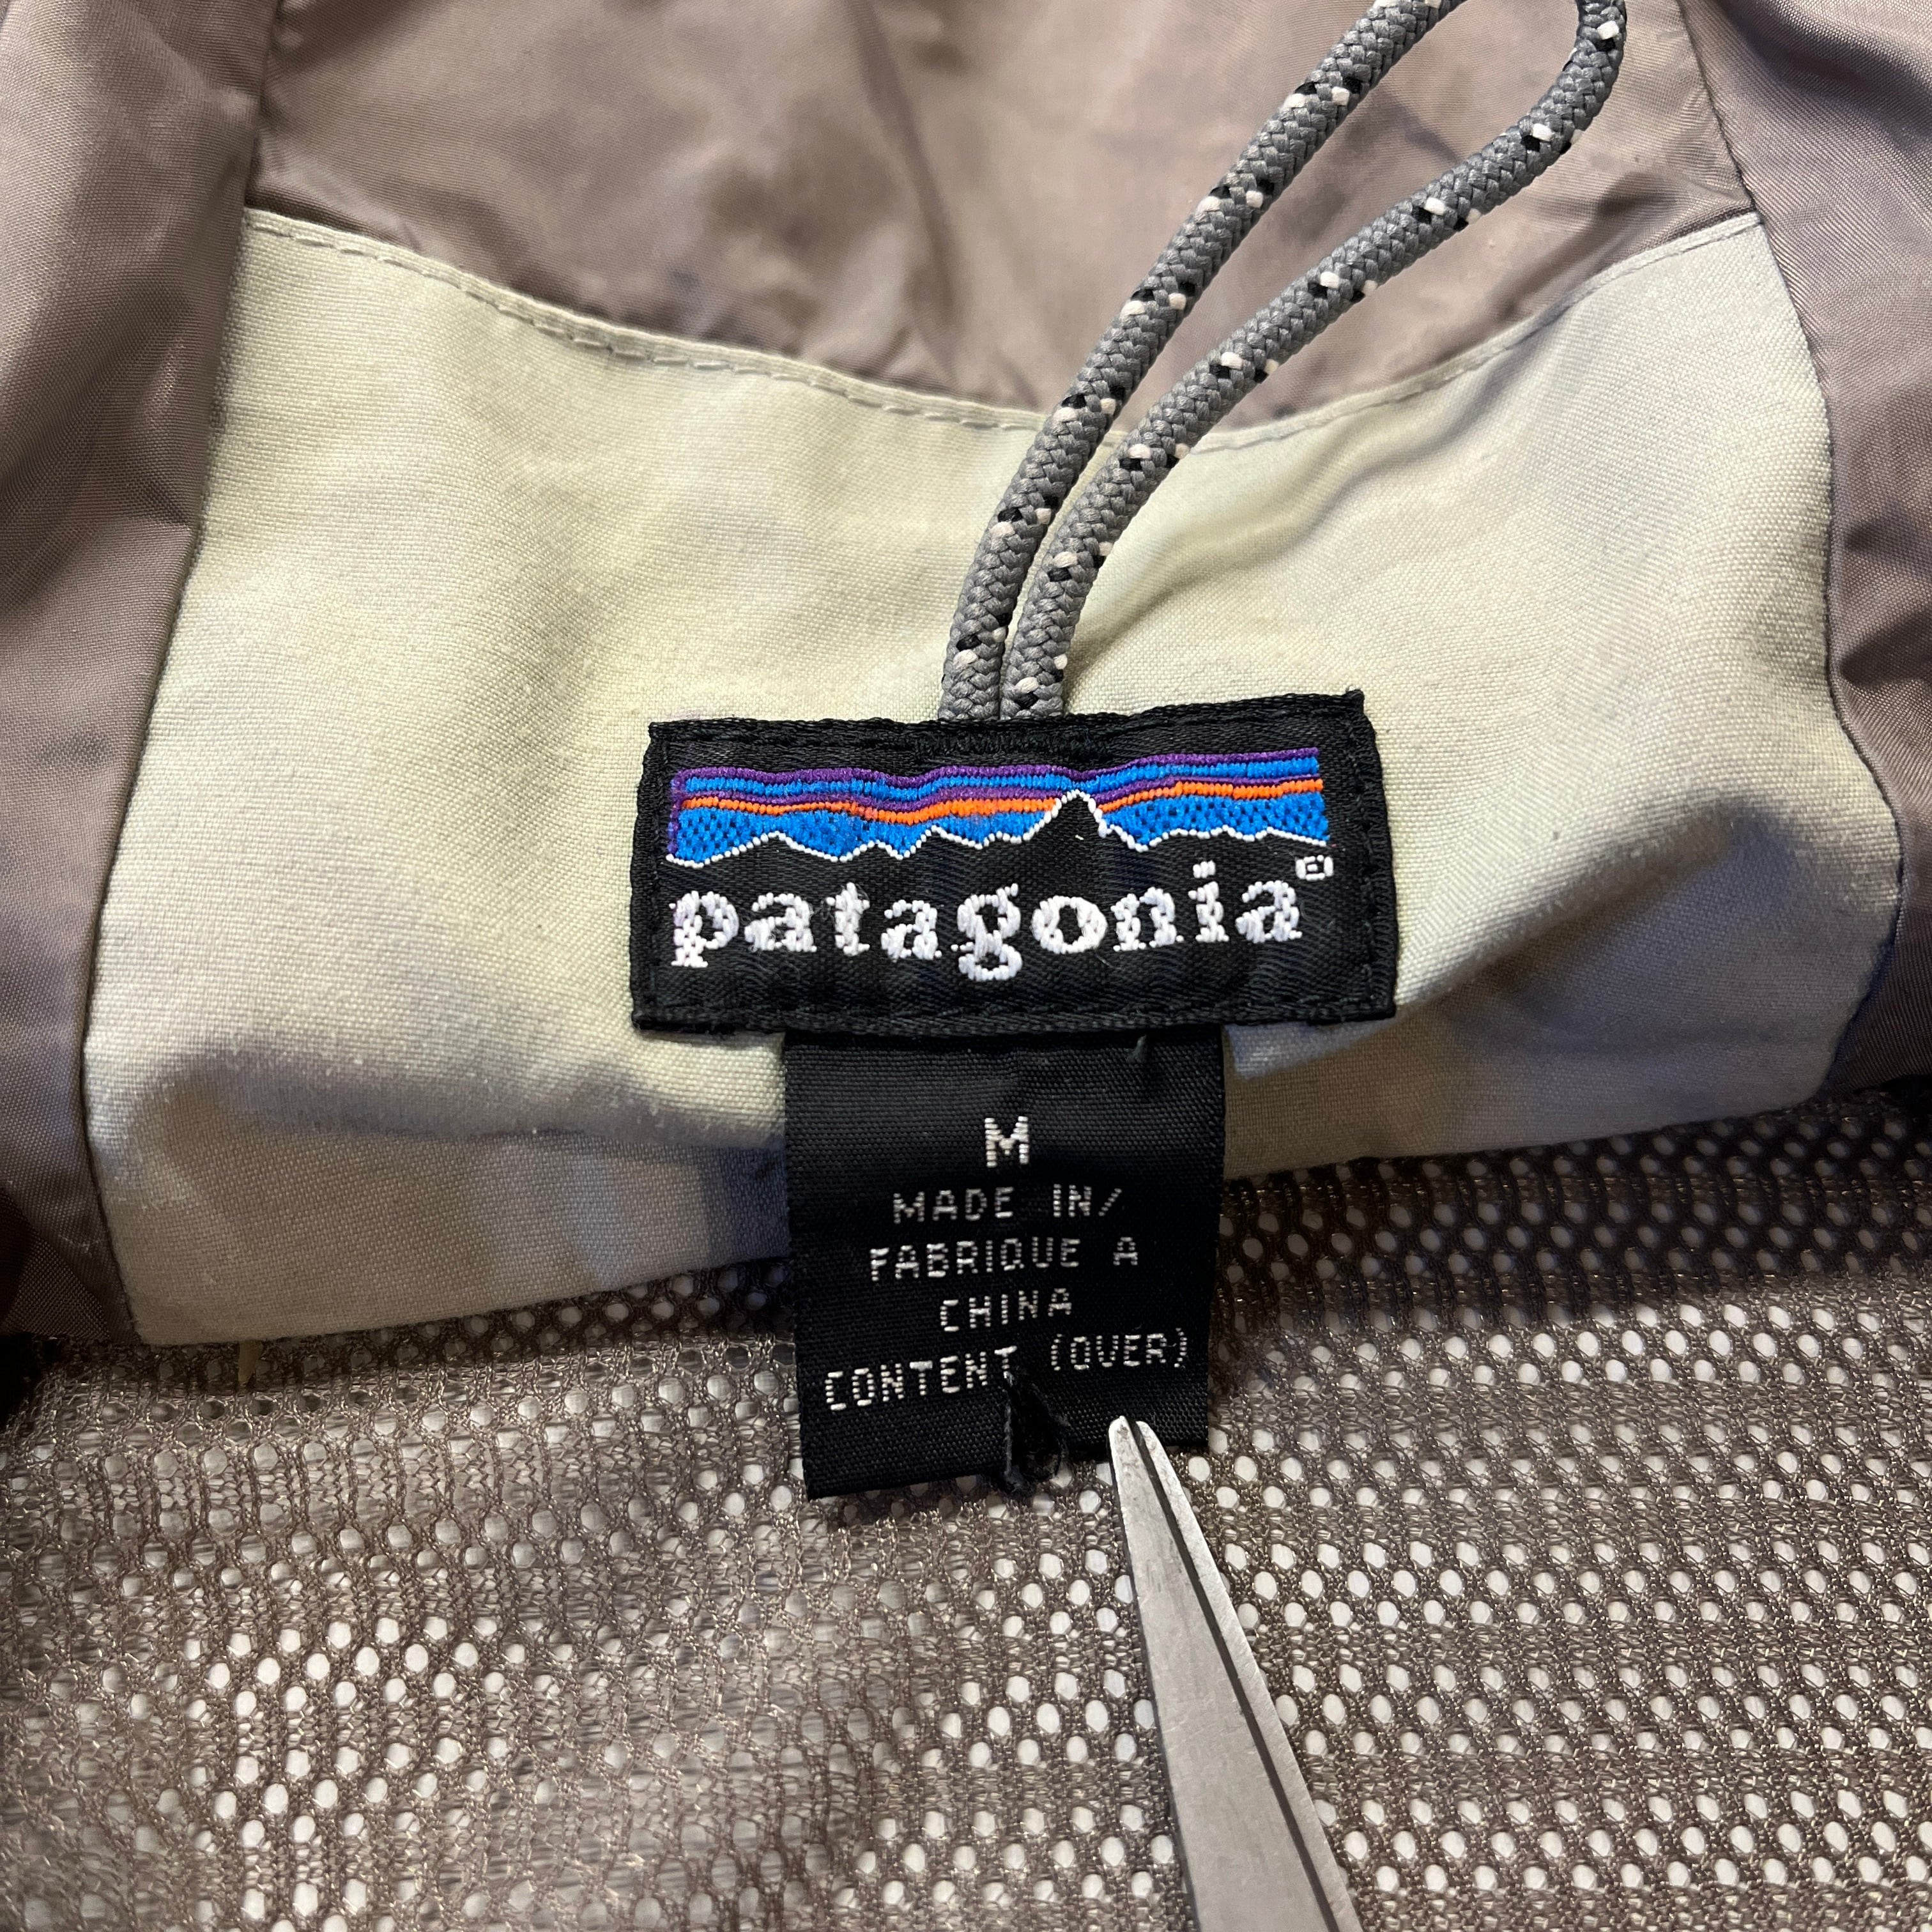 patagonia®
M
MADE IN/
FABRIQUE A
CHINA
CONTENT (OVER)